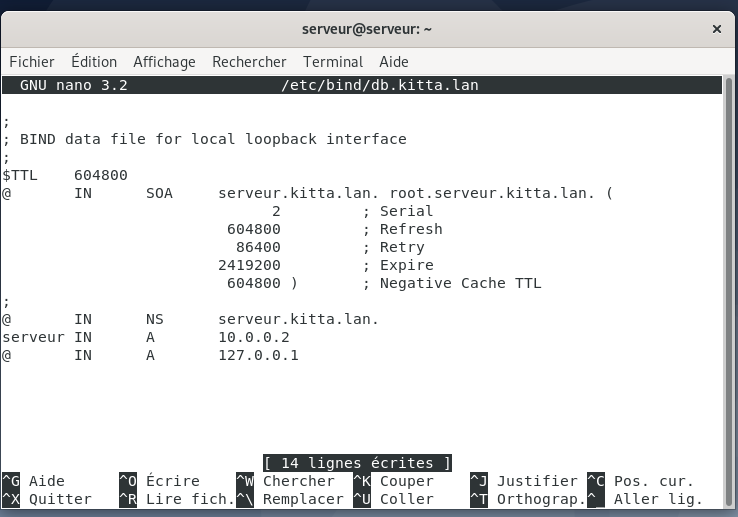 serveur@serveur: ~ ×
Fichier Édition Affichage Rechercher Terminal Aide
GNU nano 3.2 /etc/bind/db.kitta.lan
;
; BIND data file for local loopback interface
;
$TTL 604800
@ IN SOA serveur.kitta.lan. root.serveur.kitta.lan. (
2 ; Serial
604800 ; Refresh
86400 ; Retry
2419200 ; Expire
604800 ) ; Negative Cache TTL
;
@ IN NS serveur.kitta.lan.
serveur IN A 10.0.0.2
@ IN A 127.0.0.1
[ 14 lignes écrites ]
^G Aide ^O Écrire ^W Chercher ^K Couper ^J Justifier ^C Pos. cur.
^X Quitter ^R Lire fich. ^\ Remplacer ^U Coller ^T Orthograp. ^_ Aller lig.